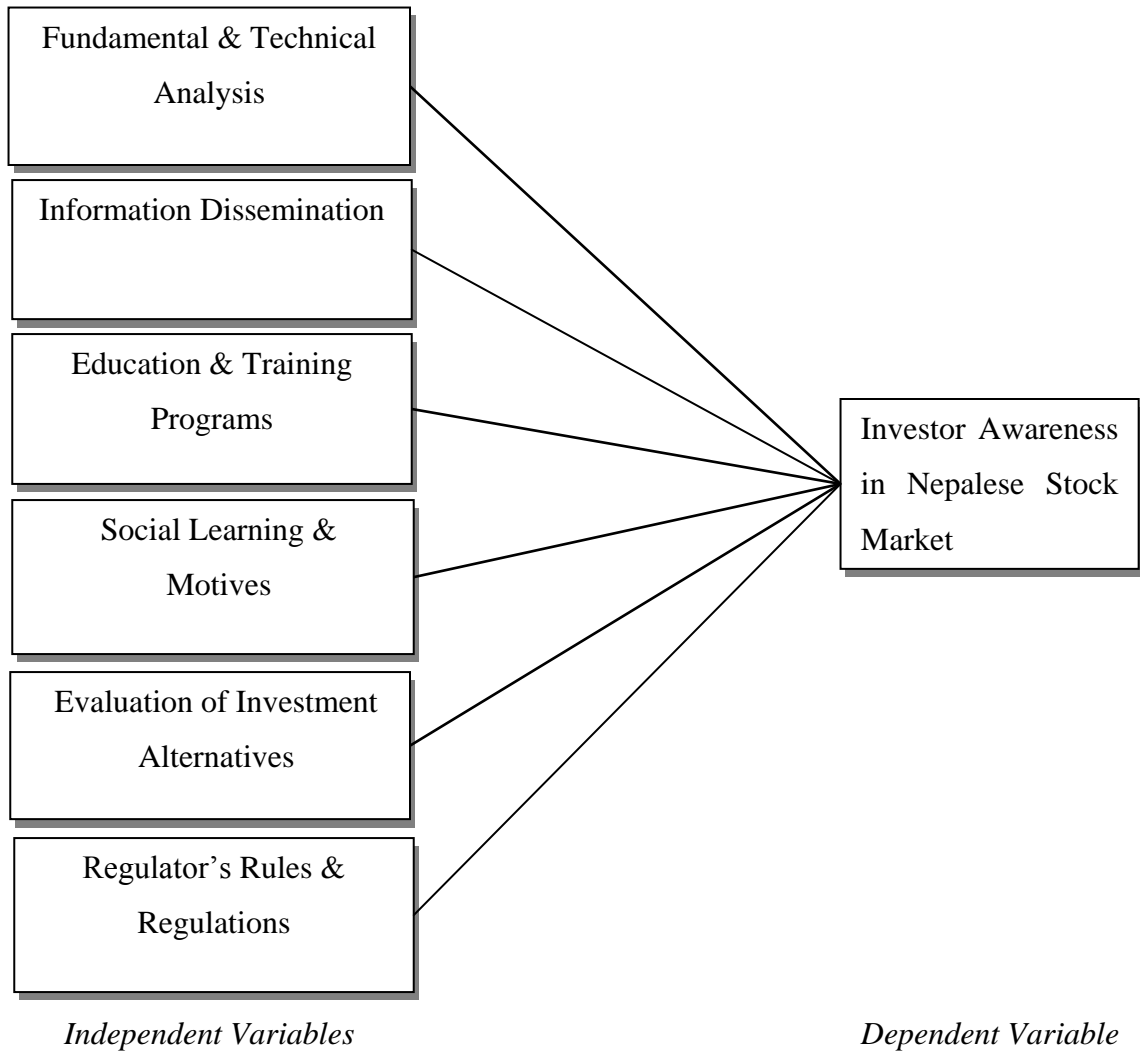 Fundamental & Technical
Analysis
Information Dissemination
Education & Training
Programs
Social Learning &
Motives
Evaluation of Investment
Alternatives
Regulator’s Rules &
Regulations
Investor Awareness
in Nepalese Stock
Market
Independent Variables
Dependent Variable